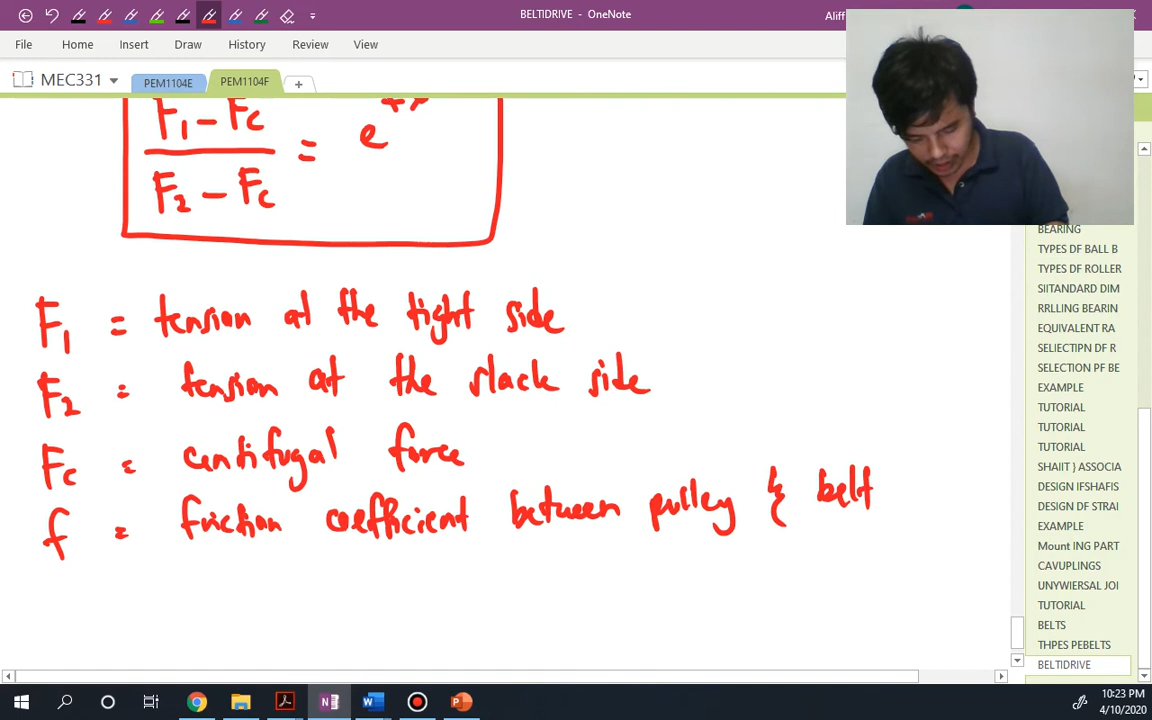 BELTIDRIVE - OneNote
Aliff
File Home Insert Draw History Review View
MEC331 PEM1104E PEM1104F +
F1 - Fc
F2 - Fc
= e
F1 = tension at the tight side
F2 = tension at the slack side
Fc = centifugal force
f = friction coefficient between pulley & belt
BEARING
TYPES DF BALL B
TYPES DF ROLLER
SIITANDARD DIM
RRLLING BEARIN
EQUIVALENT RA
SELIECTIPN DF R
SELECTION PF BE
EXAMPLE
TUTORIAL
TUTORIAL
TUTORIAL
SHAIIT } ASSOCIA
DESIGN IFSHAFIS
DESIGN DF STRAI
EXAMPLE
Mount ING PART
CAVUPLINGS
UNYWIERSAL JOI
TUTORIAL
BELTS
THPES PEBELTS
BELTIDRIVE
10:23 PM
4/10/2020